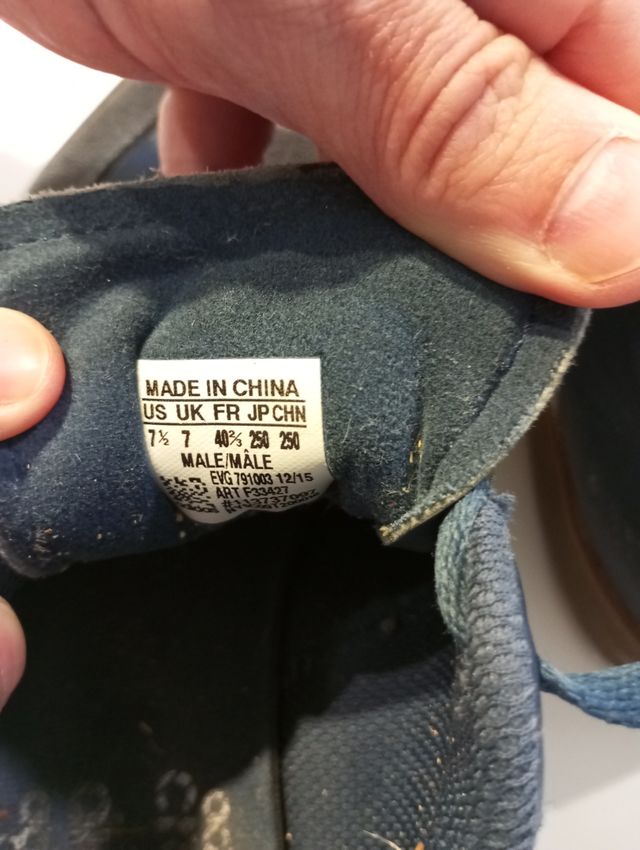 MADE IN CHINA
US UK FR JP CHN
7½ 7 40⅔ 250 250
MALE/MÂLE
EVG 791003 12/15
ART F33427